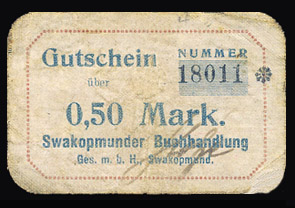 Gutschein NUMMER
über 18011
0,50 Mark.
Swakopmunder Buchhandlung
Ges. m. b. H., Swakopmund.